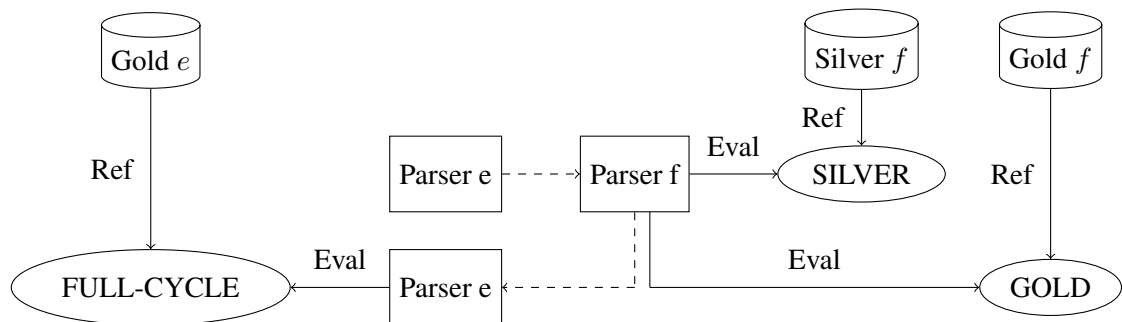 Gold e
Silver f
Gold f
Ref
Ref
Ref
Parser e
Parser f
Eval
SILVER
FULL-CYCLE
Eval
Parser e
Eval
GOLD